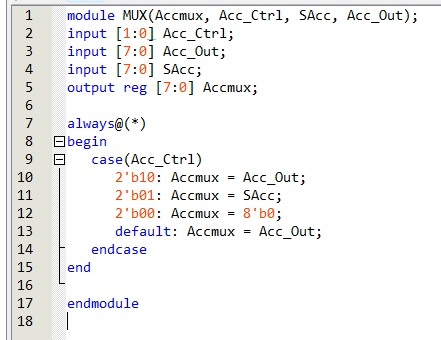 1 module MUX(Accmux, Acc_Ctrl, SAcc, Acc_Out);
2 input [1:0] Acc_Ctrl;
3 input [7:0] Acc_Out;
4 input [7:0] SAcc;
5 output reg [7:0] Accmux;
6
7 always@(*)
8 begin
9 case(Acc_Ctrl)
10 2'b10: Accmux = Acc_Out;
11 2'b01: Accmux = SAcc;
12 2'b00: Accmux = 8'b0;
13 default: Accmux = Acc_Out;
14 endcase
15 end
16
17 endmodule
18